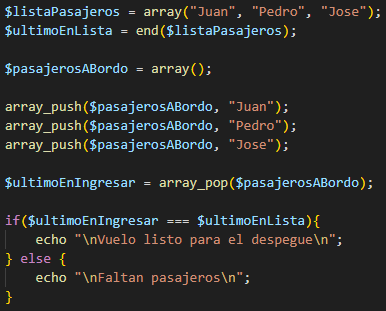 $listaPasajeros = array("Juan", "Pedro", "Jose");
$ultimoEnLista = end($listaPasajeros);

$pasajerosABordo = array();

array_push($pasajerosABordo, "Juan");
array_push($pasajerosABordo, "Pedro");
array_push($pasajerosABordo, "Jose");

$ultimoEnIngresar = array_pop($pasajerosABordo);

if($ultimoEnIngresar === $ultimoEnLista){
    echo "\nVuelo listo para el despegue\n";
} else {
    echo "\nFaltan pasajeros\n";
}